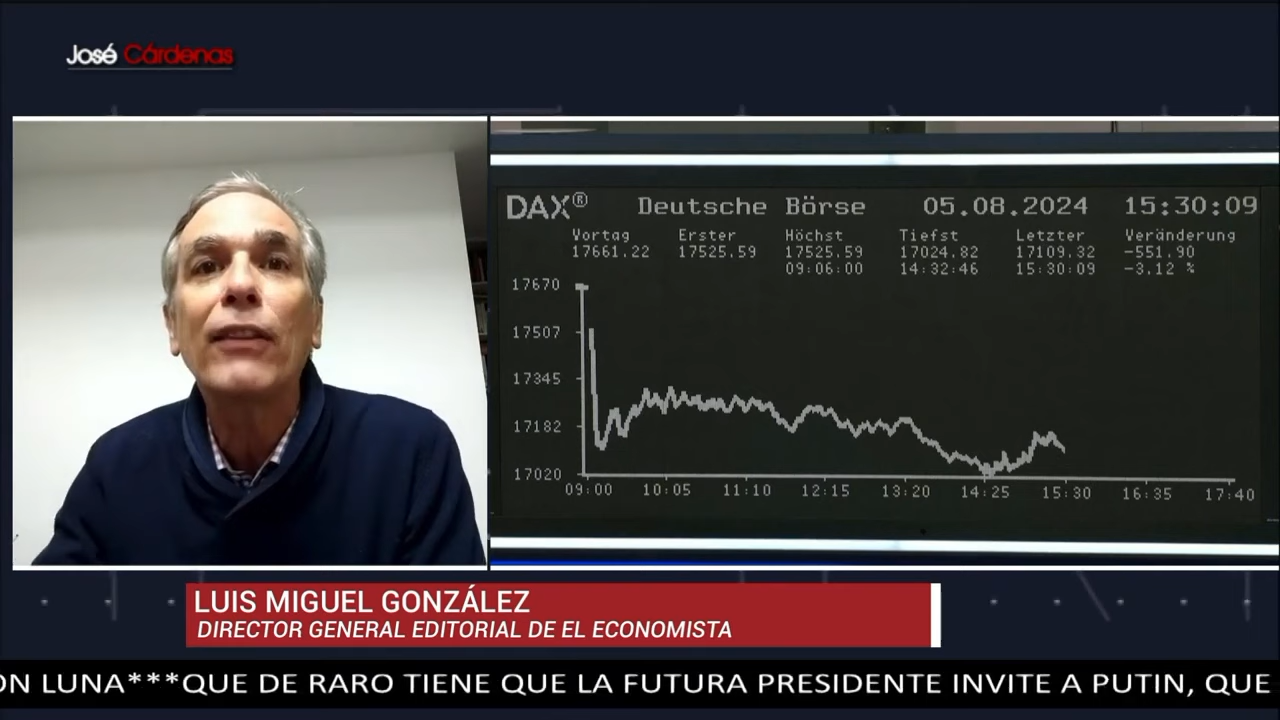 José Cárdenas
DAX® Deutsche Börse 05.08.2024 15:30:09
Vortag Erster Höchst Tiefst Letzter Veränderung
17661.22 17525.59 17525.59 17024.82 17109.32 -551.90
09:06:00 14:32:46 15:30:09 -3.12 %
17670
17507
17345
17182
17020
09:00 10:05 11:10 12:15 13:20 14:25 15:30 16:35 17:40
LUIS MIGUEL GONZÁLEZ
DIRECTOR GENERAL EDITORIAL DE EL ECONOMISTA
ON LUNA***QUE DE RARO TIENE QUE LA FUTURA PRESIDENTE INVITE A PUTIN, QUE